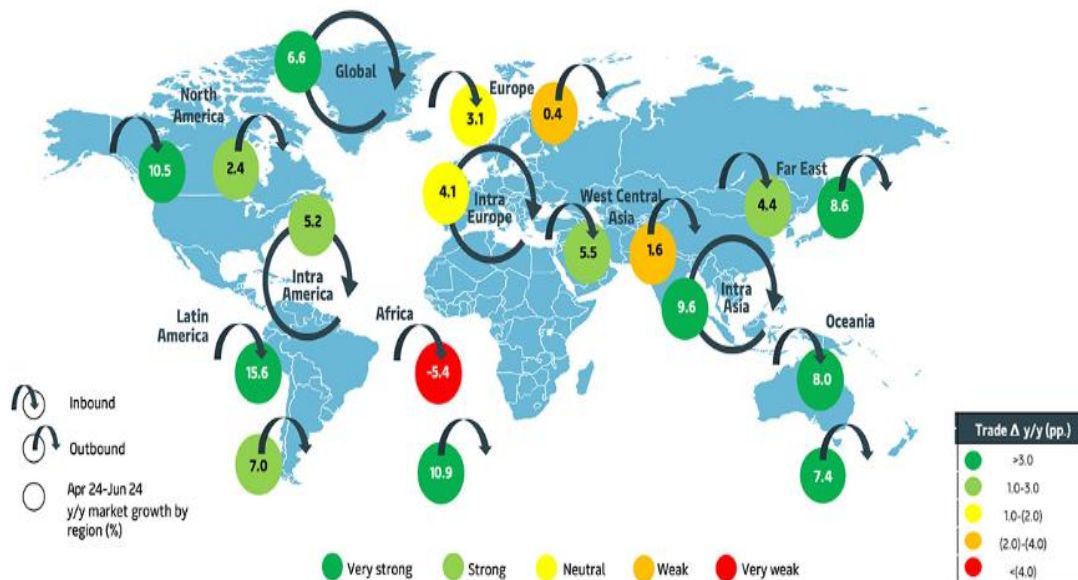 6.6
Global
North
America
10.5
2.4
Europe
3.1
0.4
4.1
Intra
Europe
West Central
Asia
5.5
1.6
Far East
4.4
8.6
5.2
Intra
America
9.6
Intra
Asia
Latin
America
15.6
7.0
Africa
-5.4
10.9
Oceania
8.0
7.4
Inbound
Outbound
Apr 24-Jun 24
y/y market growth by
region (%)
Trade Δ y/y (pp.)
>3.0
1.0-3.0
1.0-(2.0)
(2.0)-(4.0)
<(4.0)
Very strong
Strong
Neutral
Weak
Very weak